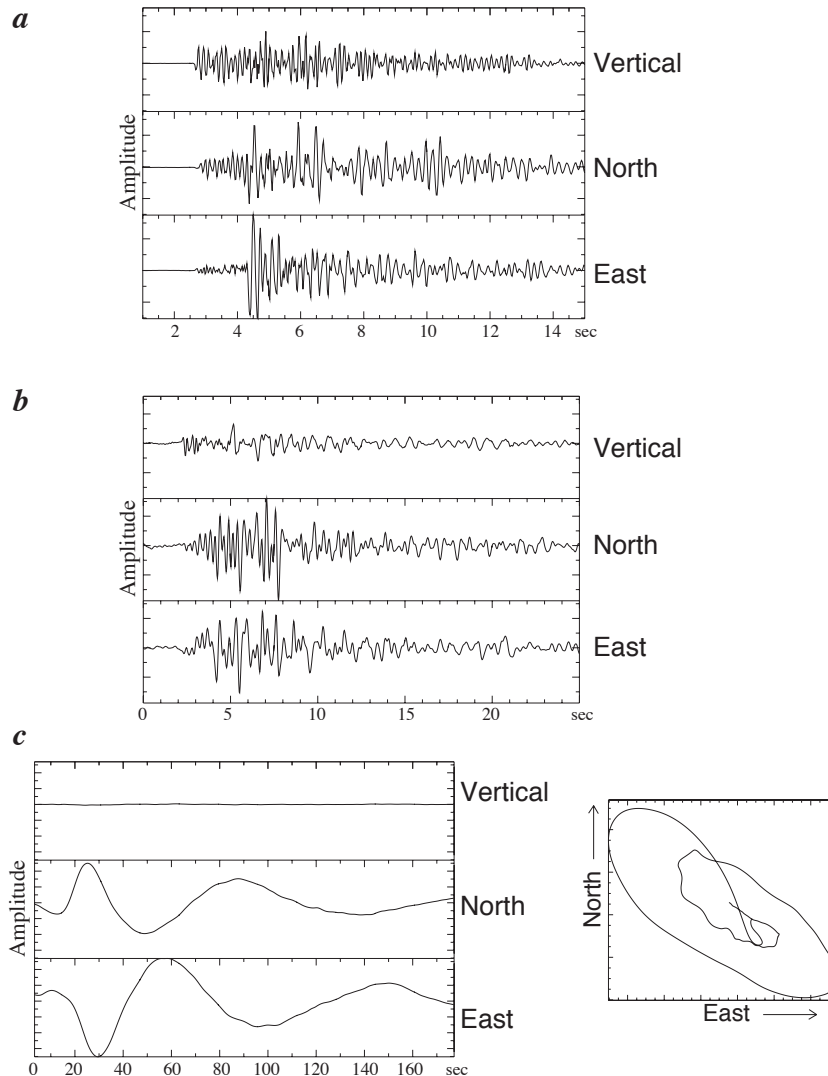 a
Vertical
North
East
Amplitude
2 4 6 8 10 12 14 sec
b
Vertical
North
East
Amplitude
0 5 10 15 20 sec
c
Vertical
North
East
Amplitude
0 20 40 60 80 100 120 140 160 sec
North
East